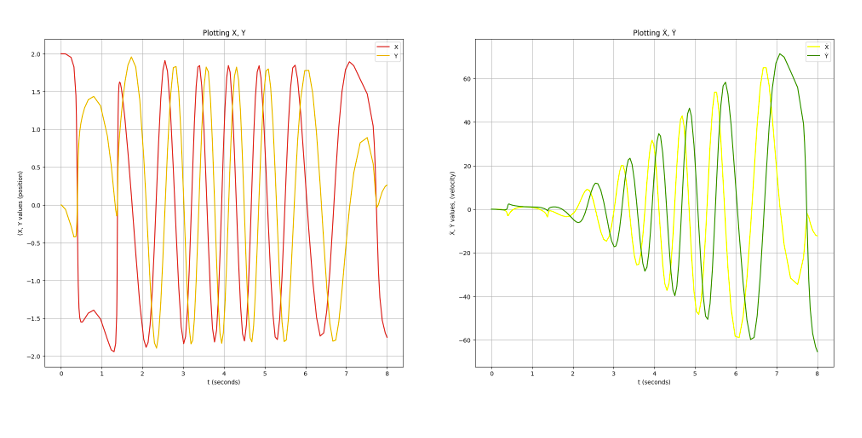 Plotting X, Y
X
Y
2.0
1.5
1.0
0.5
0.0
−0.5
−1.0
−1.5
−2.0
(X, Y values (position)
0 1 2 3 4 5 6 7 8
t (seconds)
Plotting Ẋ, Ẏ
X
Y
60
40
20
0
−20
−40
−60
X, Y values, (velocity)
0 1 2 3 4 5 6 7 8
t (seconds)